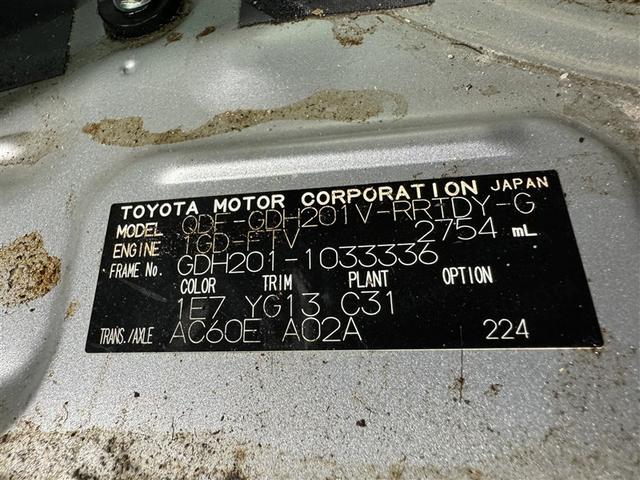 TOYOTA MOTOR CORPORATION JAPAN
MODEL QDF-GDH201V-RRTDY-G
ENGINE 1GD-FTV 2754 mL
FRAME No. GDH201-1033336
COLOR TRIM PLANT OPTION
1E7 YG13 C31
TRANS./AXLE AC60E A02A 224